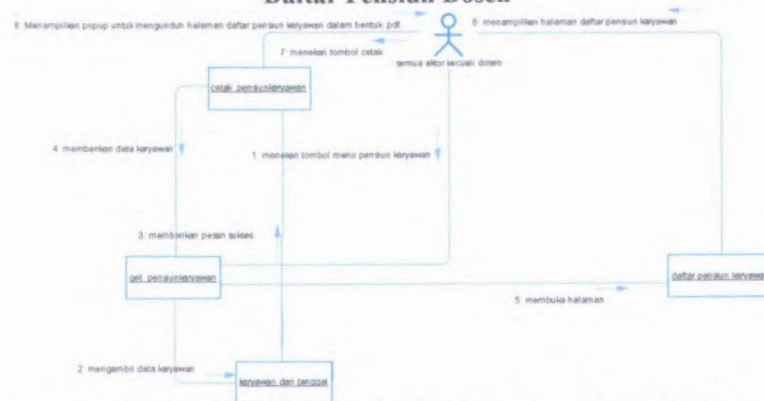 Daftar Pensiun Dosen
8: Menampilkan popup untuk mengunduh halaman daftar pensiun karyawan dalam bentuk pdf
6: menampilkan halaman daftar pensiun karyawan
7: menekan tombol cetak
semua aktor kecuali dosen
cetak_pensiunkaryawan
4: memberikan data karyawan
1: menekan tombol menu pensiun karyawan
3: memberikan pesan sukses
get_pensiunkaryawan
daftar pensiun karyawan
5: membuka halaman
2: mengambil data karyawan
karyawan dan tanggal